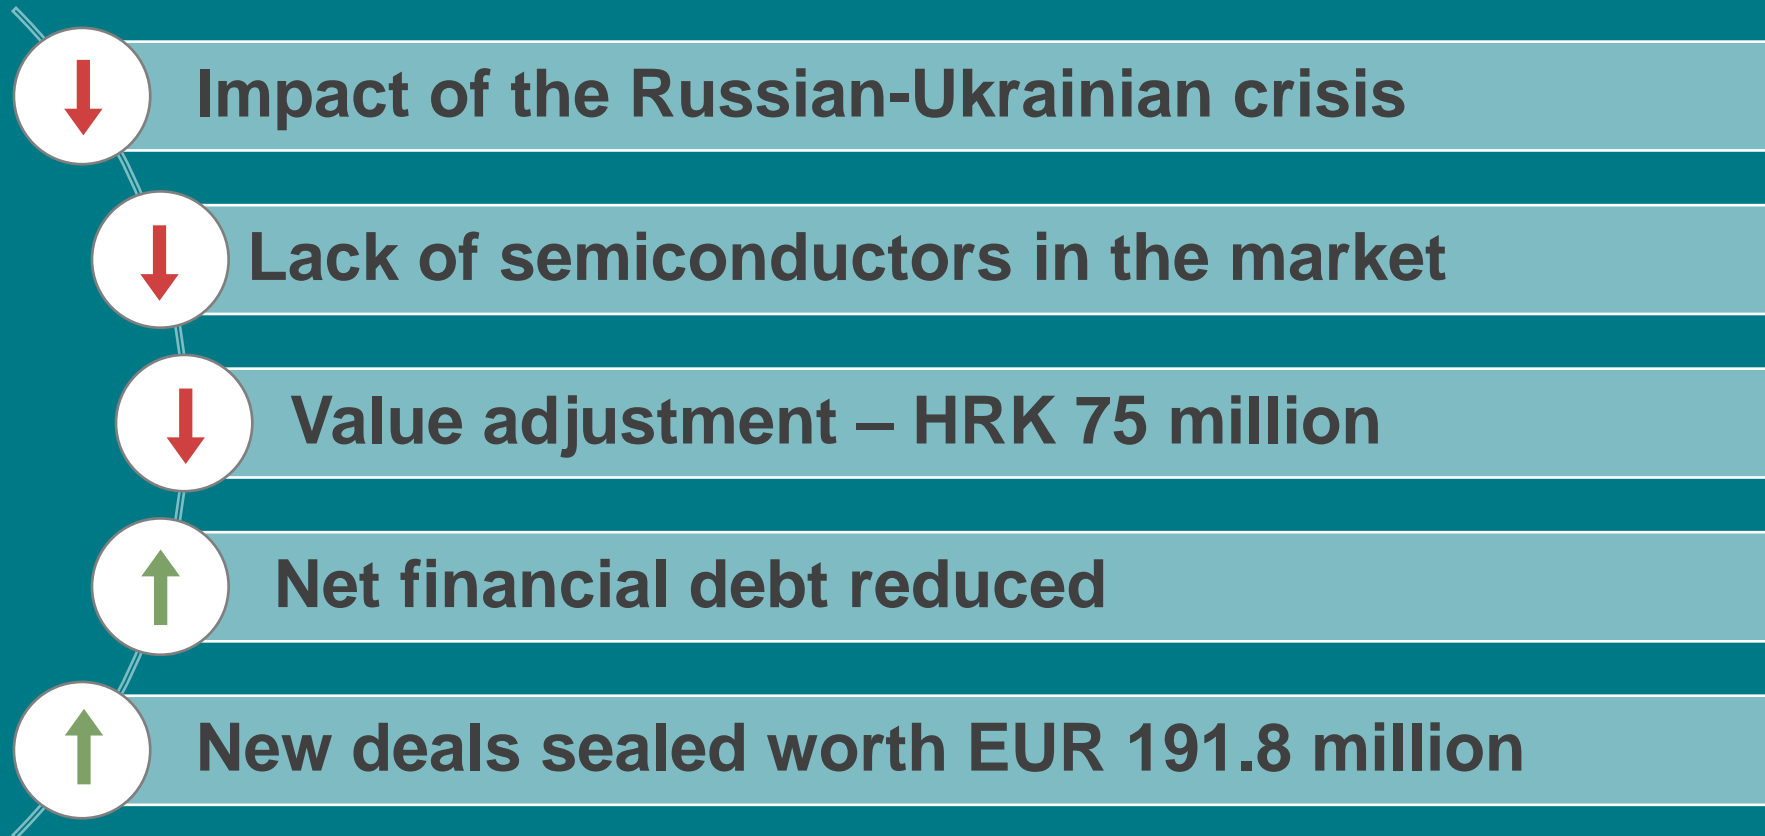 Impact of the Russian-Ukrainian crisis
Lack of semiconductors in the market
Value adjustment – HRK 75 million
Net financial debt reduced
New deals sealed worth EUR 191.8 million